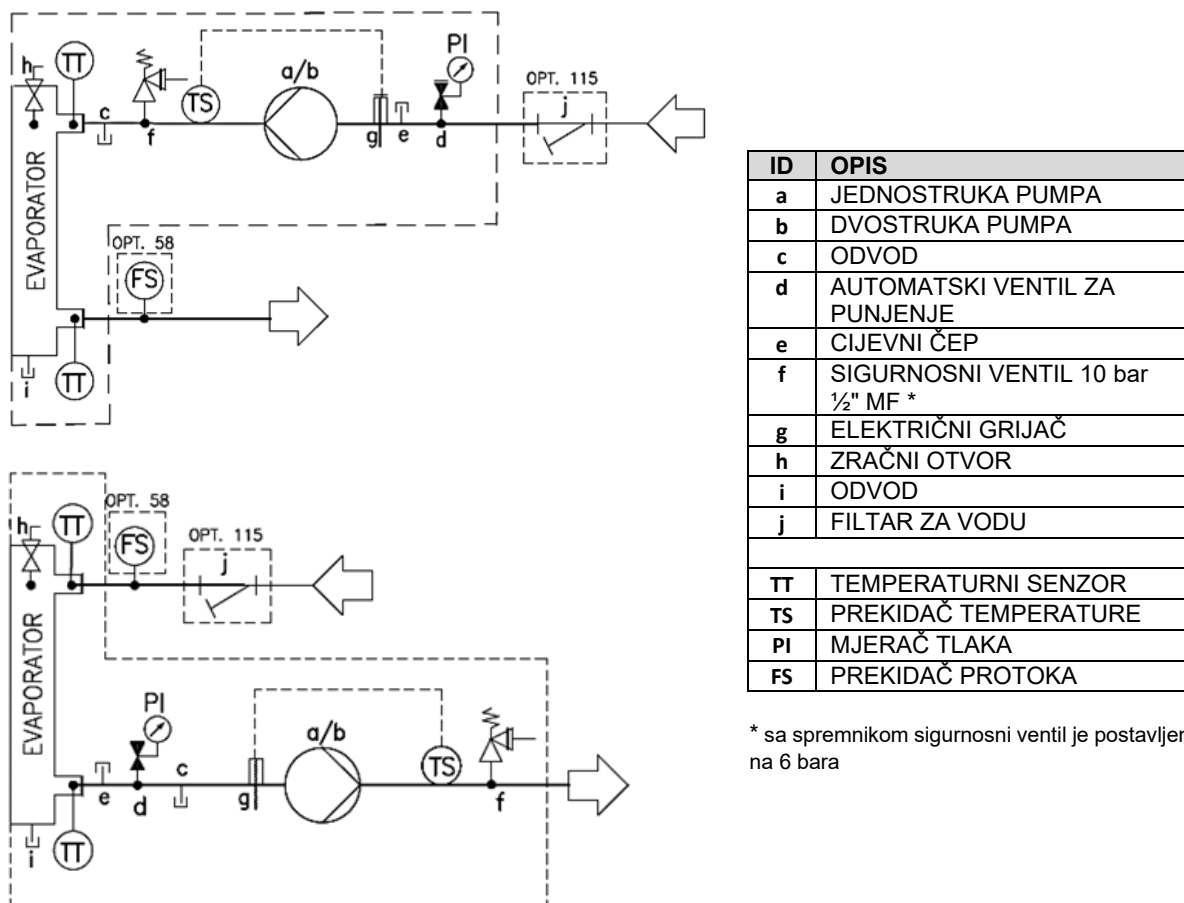 PI
h
TT
a/b
OPT. 115
j
TS
c
f
g
e
d
EVAPORATOR
OPT. 58
FS
i
TT
OPT. 58
h
TT
FS
OPT. 115
j
EVAPORATOR
PI
a/b
TS
e
d
c
g
f
i
TT
ID OPIS
a JEDNOSTRUKA PUMPA
b DVOSTRUKA PUMPA
c ODVOD
d AUTOMATSKI VENTIL ZA
PUNJENJE
e CIJEVNI ČEP
f SIGURNOSNI VENTIL 10 bar
½" MF *
g ELEKTRIČNI GRIJAČ
h ZRAČNI OTVOR
i ODVOD
j FILTAR ZA VODU
TT TEMPERATURNI SENZOR
TS PREKIDAČ TEMPERATURE
PI MJERAČ TLAKA
FS PREKIDAČ PROTOKA
* sa spremnikom sigurnosni ventil je postavljen
na 6 bara